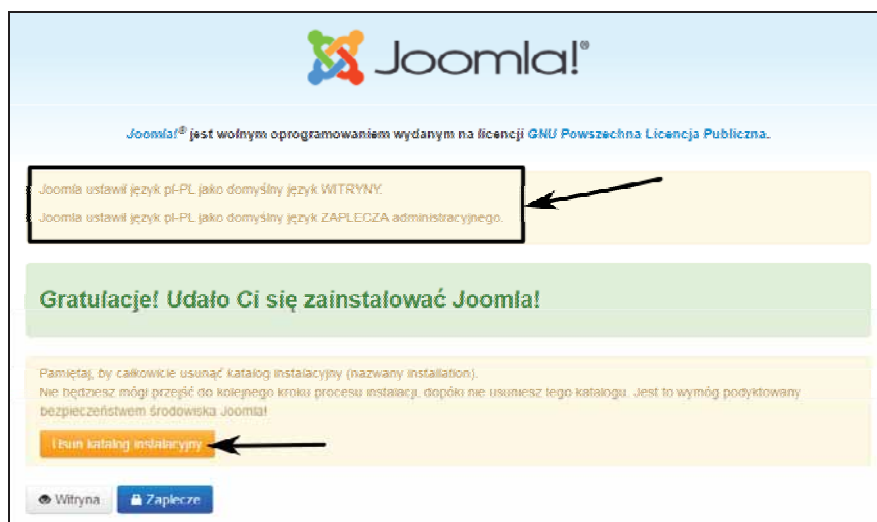 Joomla!®
Joomla!® jest wolnym oprogramowaniem wydanym na licencji GNU Powszechna Licencja Publiczna.
Joomla ustawił język pl-PL jako domyślny język WITRYNY.
Joomla ustawił język pl-PL jako domyślny język ZAPLECZA administracyjnego.
Gratulacje! Udało Ci się zainstalować Joomla!
Pamiętaj, by całkowicie usunąć katalog instalacyjny (nazwany installation).
Nie będziesz mógł przejść do kolejnego kroku procesu instalacji, dopóki nie usuniesz tego katalogu. Jest to wymóg podyktowany
bezpieczeństwem środowiska Joomla!
Usuń katalog instalacyjny
Witryna
Zaplecze